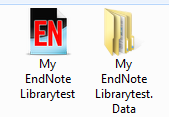 EN
My
EndNote
Librarytest
My
EndNote
Librarytest.
Data